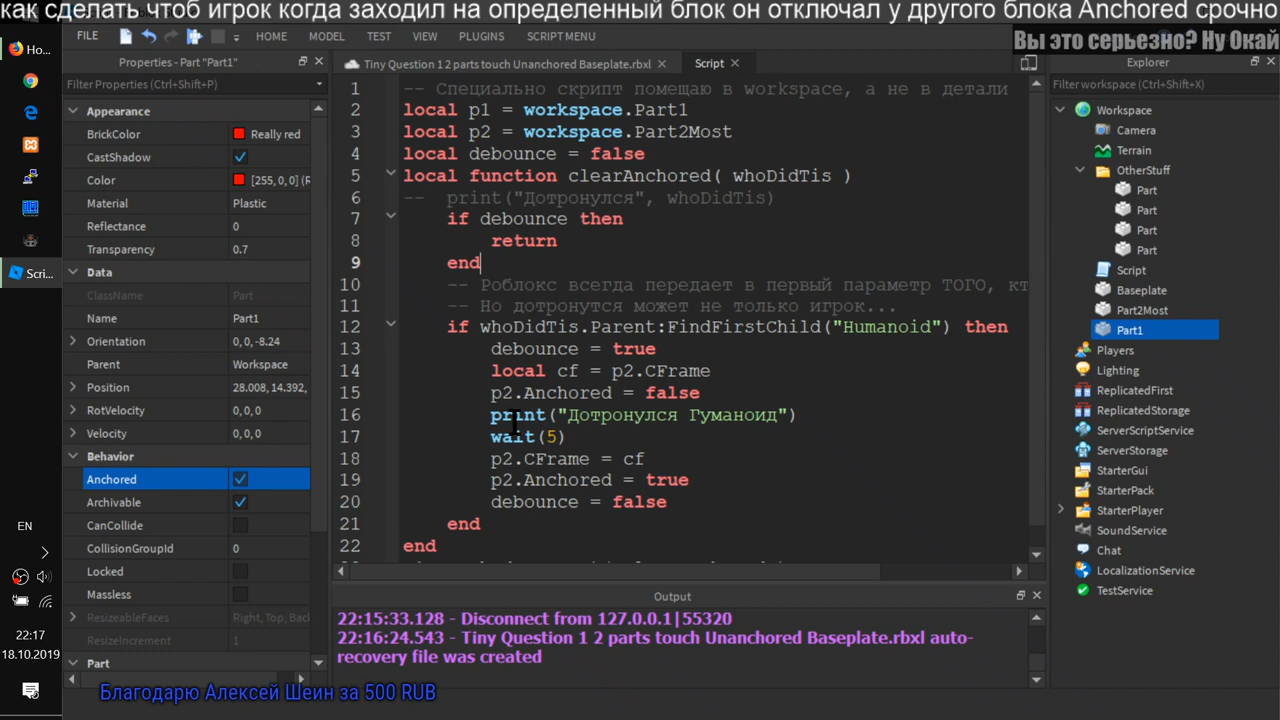 как сделать чтоб игрок когда заходил на определенный блок он отключал у другого блока Anchored срочно
Вы это серьезно? Ну Окай
FILE HOME MODEL TEST VIEW PLUGINS SCRIPT MENU
Ho...
Scri...
EN
22:17
18.10.2019
Properties - Part "Part1"
Filter Properties (Ctrl+Shift+P)
Appearance
BrickColor Really red
CastShadow
Color [255, 0, 0] (R
Material Plastic
Reflectance 0
Transparency 0.7
Data
ClassName Part
Name Part1
Orientation 0, 0, -8.24
Parent Workspace
Position 28.008, 14.392,
RotVelocity 0, 0, 0
Velocity 0, 0, 0
Behavior
Anchored
Archivable
CanCollide
CollisionGroupId 0
Locked
Massless
ResizeableFaces Right, Top, Back
ResizeIncrement 1
Part
Tiny Question 1 2 parts touch Unanchored Baseplate.rbxl
Script
1 -- Специально скрипт помещаю в workspace, а не в детали
2 local p1 = workspace.Part1
3 local p2 = workspace.Part2Most
4 local debounce = false
5 local function clearAnchored( whoDidTis )
6 -- print("Дотронулся", whoDidTis)
7 if debounce then
8 return
9 end
10 -- Роблокс всегда передает в первый параметр ТОГО, кт
11 -- Но дотронутся может не только игрок...
12 if whoDidTis.Parent:FindFirstChild("Humanoid") then
13 debounce = true
14 local cf = p2.CFrame
15 p2.Anchored = false
16 print("Дотронулся Гуманоид")
17 wait(5)
18 p2.CFrame = cf
19 p2.Anchored = true
20 debounce = false
21 end
22 end
Output
22:15:33.128 - Disconnect from 127.0.0.1|55320
22:16:24.543 - Tiny Question 1 2 parts touch Unanchored Baseplate.rbxl auto-
recovery file was created
Explorer
Filter workspace (Ctrl+Shift+X)
Workspace
Camera
Terrain
OtherStuff
Part
Part
Part
Part
Script
Baseplate
Part2Most
Part1
Players
Lighting
ReplicatedFirst
ReplicatedStorage
ServerScriptService
ServerStorage
StarterGui
StarterPack
StarterPlayer
SoundService
Chat
LocalizationService
TestService
Благодарю Алексей Шеин за 500 RUB